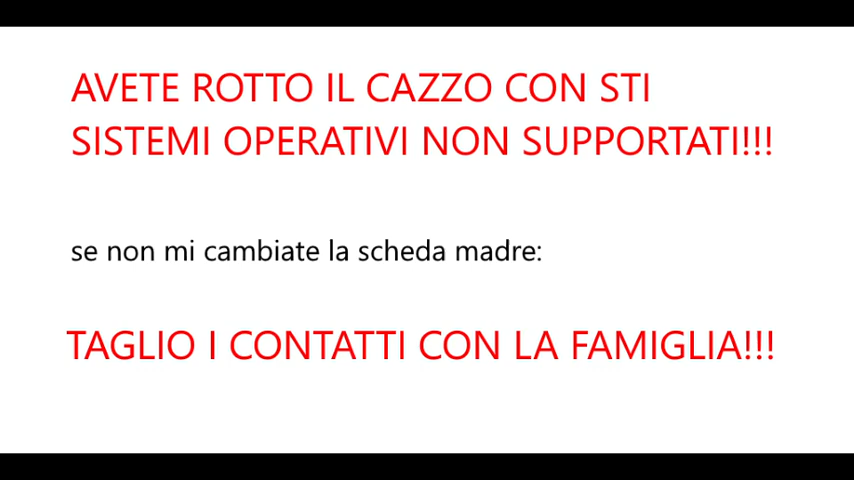 AVETE ROTTO IL CAZZO CON STI
SISTEMI OPERATIVI NON SUPPORTATI!!!
se non mi cambiate la scheda madre:
TAGLIO I CONTATTI CON LA FAMIGLIA!!!